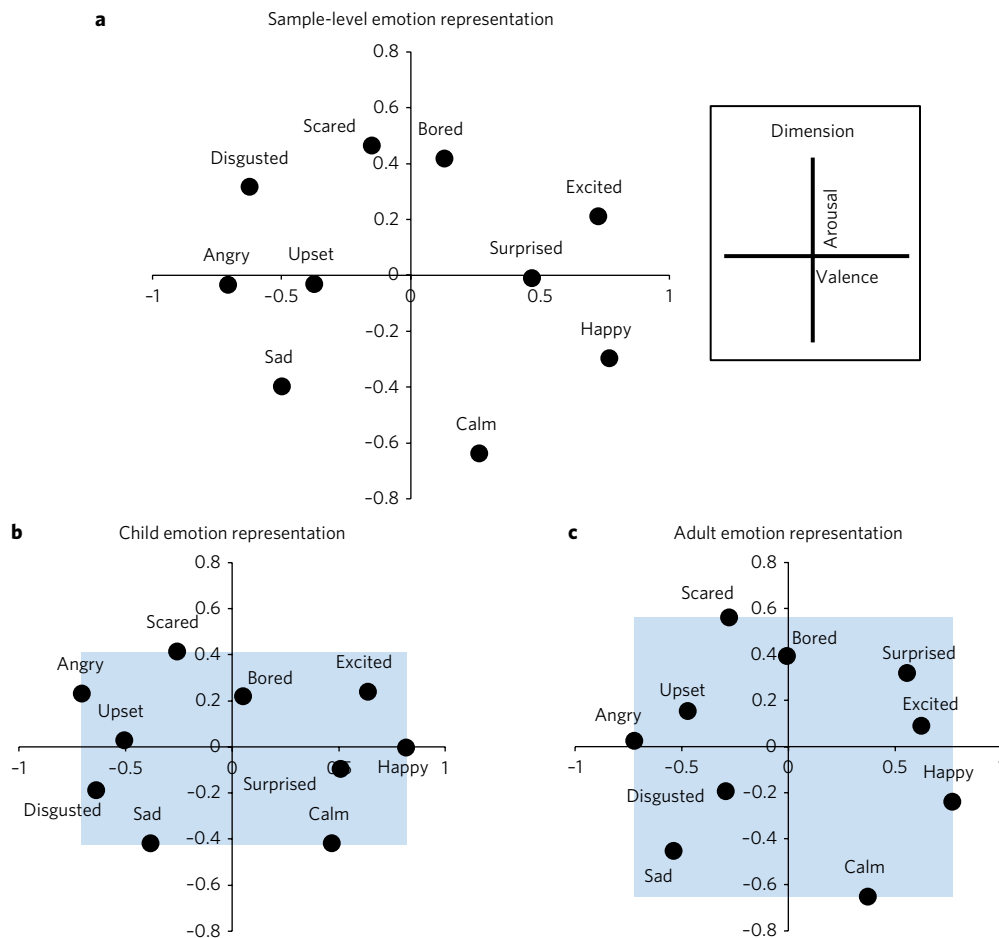 a
Sample-level emotion representation
0.8
0.6
Scared
Bored
Disgusted
0.4
Excited
0.2
Angry
Upset
Surprised
0
-1
-0.5
0
0.5
1
-0.2
Happy
Sad
-0.4
Calm
-0.6
-0.8
Dimension
Arousal
Valence
b
Child emotion representation
0.8
0.6
Scared
Angry
0.4
Bored
Excited
0.2
Upset
0
-1
-0.5
0
0.5
1
Happy
Surprised
-0.2
Disgusted
Sad
Calm
-0.4
-0.6
-0.8
c
Adult emotion representation
0.8
Scared
0.6
Bored
0.4
Surprised
Upset
0.2
Excited
Angry
0
-1
-0.5
0
0.5
Happy
Disgusted
-0.2
-0.4
Sad
Calm
-0.6
-0.8